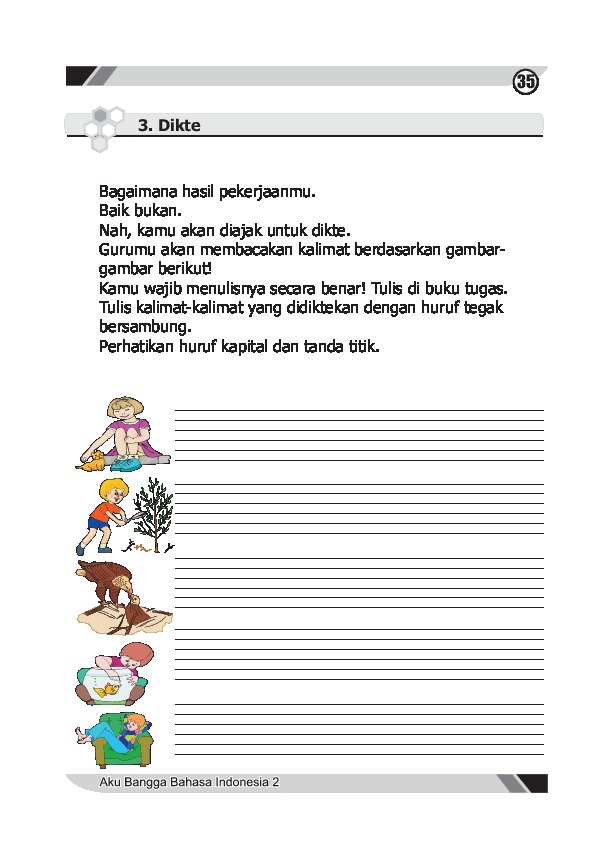 35
3. Dikte
Bagaimana hasil pekerjaanmu.
Baik bukan.
Nah, kamu akan diajak untuk dikte.
Gurumu akan membacakan kalimat berdasarkan gambar-
gambar berikut!
Kamu wajib menulisnya secara benar! Tulis di buku tugas.
Tulis kalimat-kalimat yang didiktekan dengan huruf tegak
bersambung.
Perhatikan huruf kapital dan tanda titik.
Aku Bangga Bahasa Indonesia 2